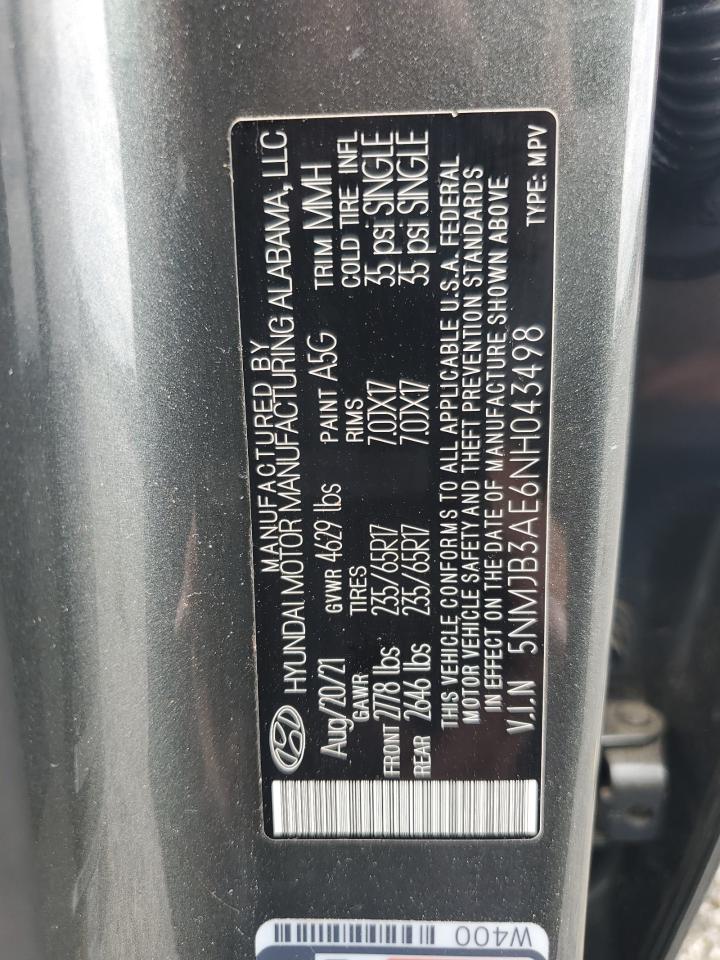 MANUFACTURED BY
HYUNDAI MOTOR MANUFACTURING ALABAMA, LLC
Aug/20/21 GVWR 4629 lbs PAINT A5G TRIM MMH
GAWR TIRES RIMS COLD TIRE INFL
FRONT 2778 lbs 235/65R17 7.0JX17 35 psi SINGLE
REAR 2646 lbs 235/65R17 7.0JX17 35 psi SINGLE
THIS VEHICLE CONFORMS TO ALL APPLICABLE U.S.A. FEDERAL
MOTOR VEHICLE SAFETY AND THEFT PREVENTION STANDARDS
IN EFFECT ON THE DATE OF MANUFACTURE SHOWN ABOVE
V.I.N 5NMJB3AE6NH043498 TYPE: MPV
W400